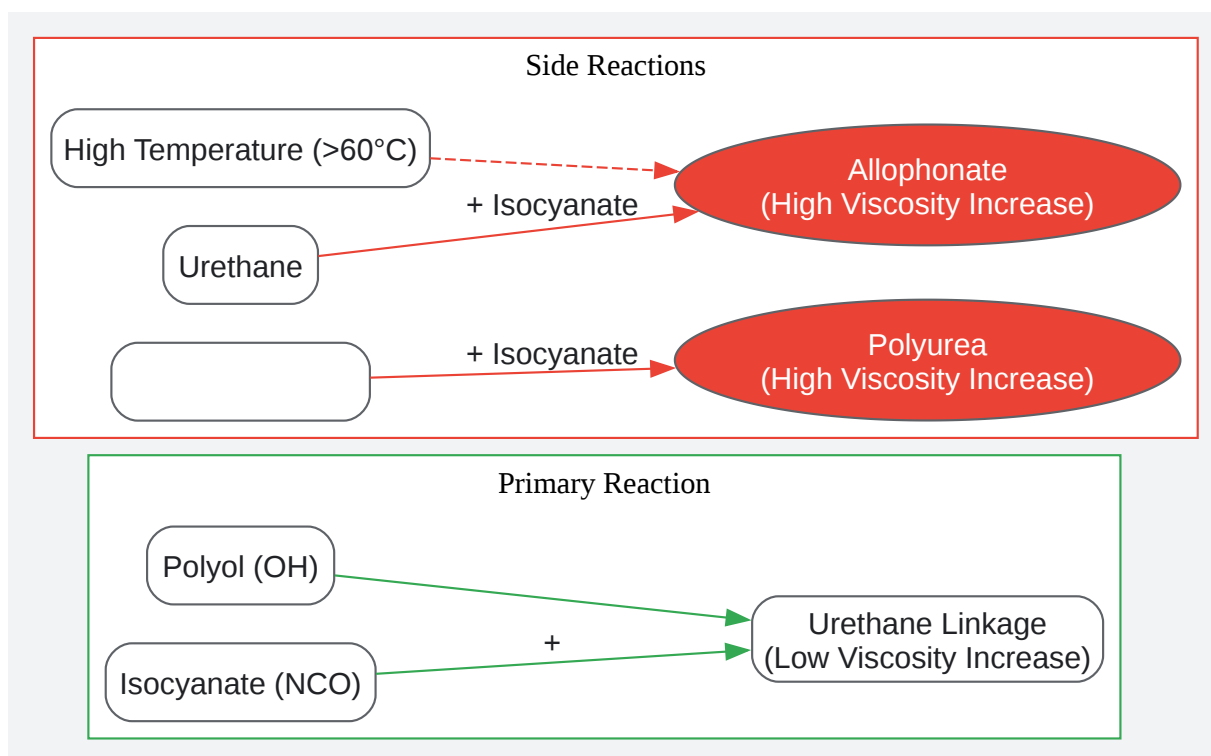 Side Reactions
High Temperature (>60°C)
Allophonate
(High Viscosity Increase)
+ Isocyanate
Urethane
+ Isocyanate
Polyurea
(High Viscosity Increase)
Primary Reaction
Polyol (OH)
Urethane Linkage
(Low Viscosity Increase)
+
Isocyanate (NCO)